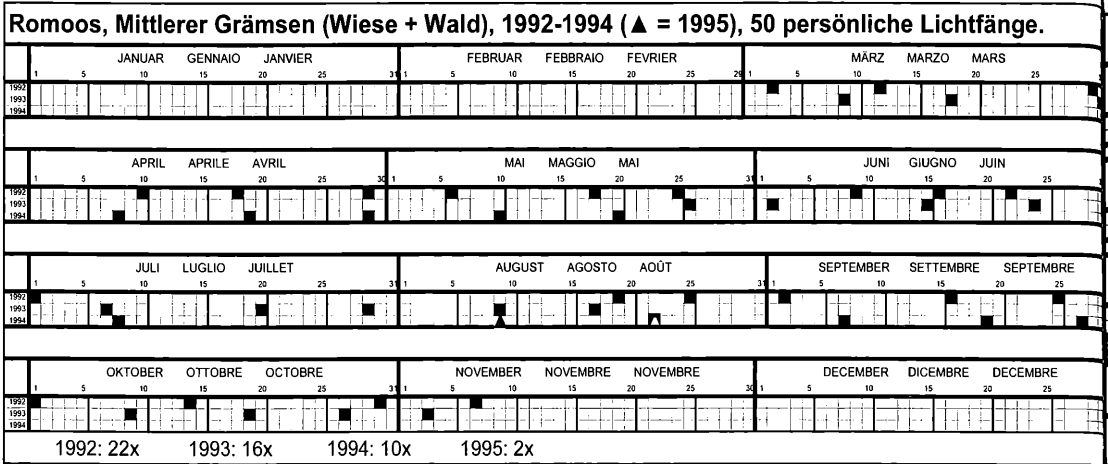 Romoos, Mittlerer Grämsen (Wiese + Wald), 1992-1994 (▲ = 1995), 50 persönliche Lichtfänge.
JANUAR GENNAIO JANVIER FEBRUAR FEBBRAIO FEVRIER MÄRZ MARZO MARS
1 5 10 15 20 25 31 5 10 15 20 25 29 1 5 10 15 20 25
1992
1993
1994
APRIL APRILE AVRIL MAI MAGGIO MAI JUNI GIUGNO JUIN
1 5 10 15 20 25 30 1 5 10 15 20 25 31 5 10 15 20 25
1992
1993
1994
JULI LUGLIO JUILLET AUGUST AGOSTO AOÛT SEPTEMBER SETTEMBRE SEPTEMBRE
1 5 10 15 20 25 31 5 10 15 20 25 31 1 5 10 15 20 25
1992
1993
1994
OKTOBER OTTOBRE OCTOBRE NOVEMBER NOVEMBRE NOVEMBRE DECEMBER DICEMBRE DECEMBRE
1 5 10 15 20 25 31 1 5 10 15 20 25 30 1 5 10 15 20 25
1992
1993
1994
1992: 22x 1993: 16x 1994: 10x 1995: 2x